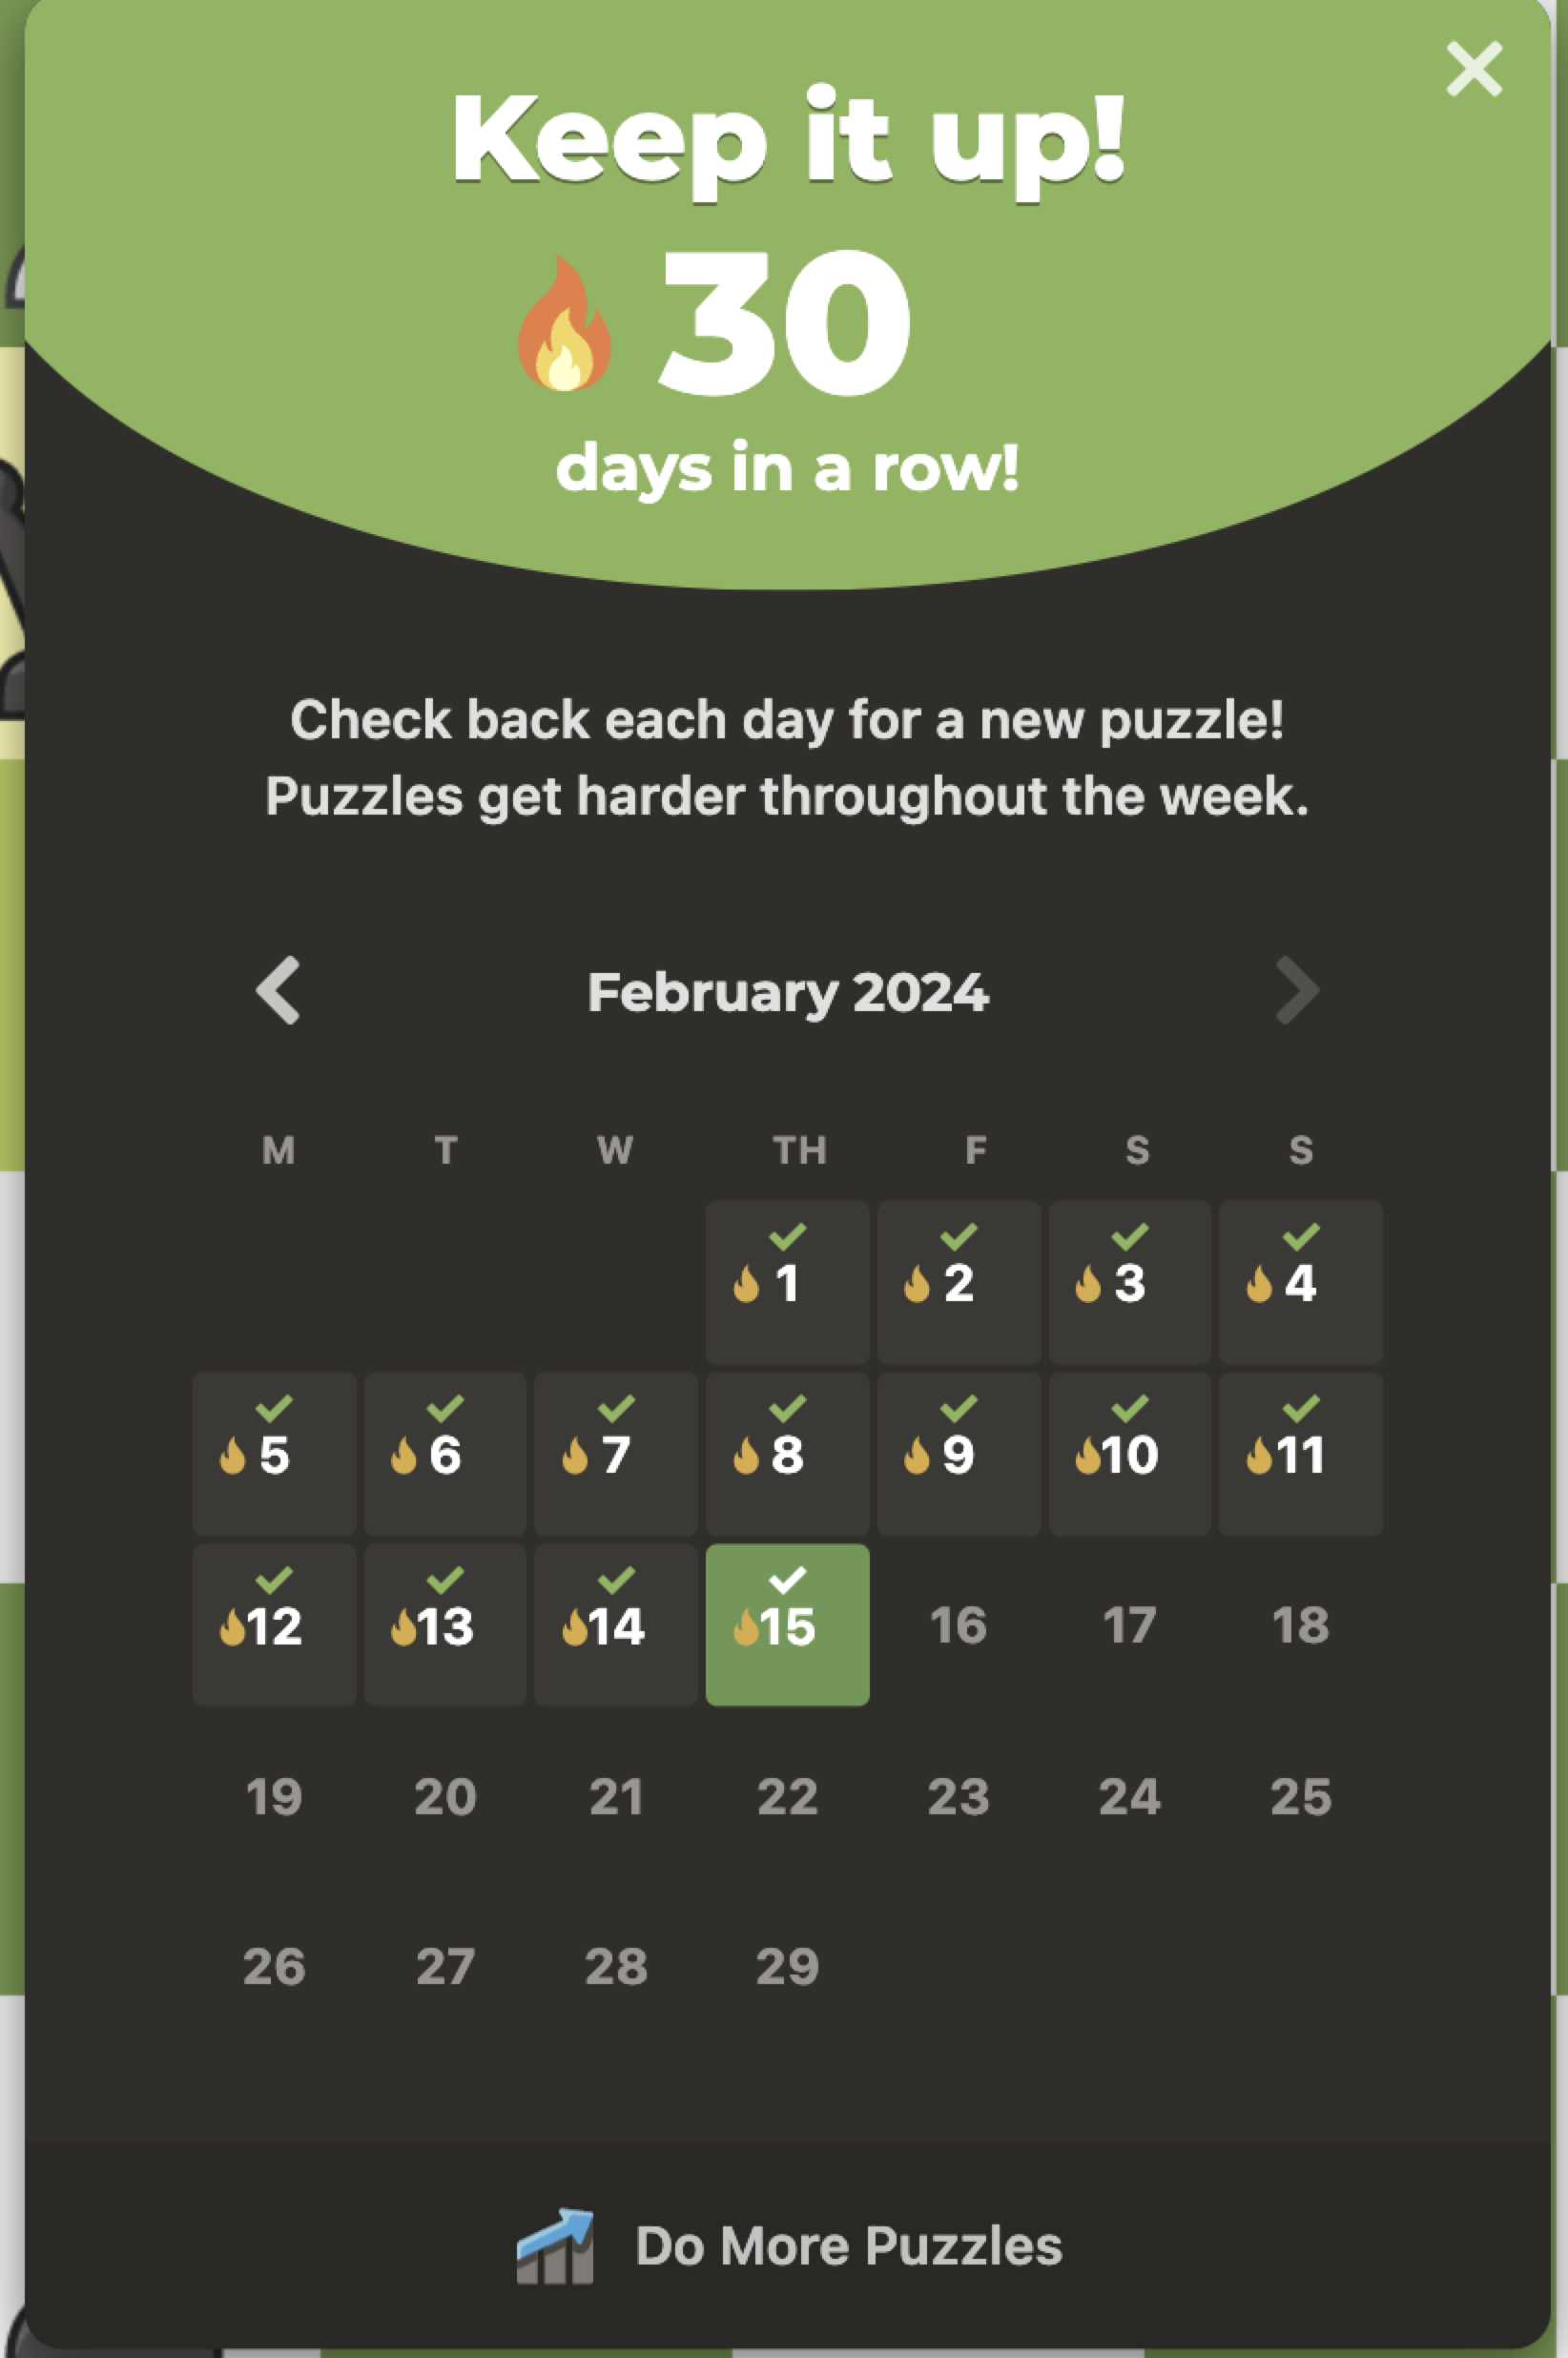 Keep it up!
30
days in a row!
Check back each day for a new puzzle!
Puzzles get harder throughout the week.
February 2024
M T W TH F S S
1 2 3 4
5 6 7 8 9 10 11
12 13 14 15 16 17 18
19 20 21 22 23 24 25
26 27 28 29
Do More Puzzles